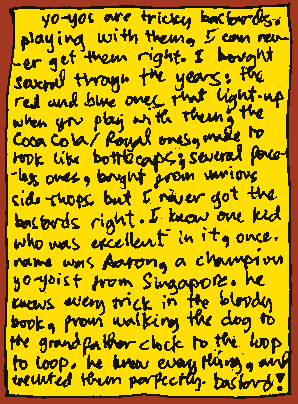 yo-yos are tricky bastards.
playing with them, I can nev-
er get them right. I bought
several through the years: the
red and blue ones that light-up
when you play with them, the
Coca Cola/Royal ones, made to
look like bottlecaps; several face-
less ones, bought from various
side shops. but I never got the
bastards right. I know one kid
who was excellent in it, once.
name was Aaron, a champion
yo-yoist from Singapore. he
knows every trick in the bloody
book, from walking the dog to
the grandfather clock to the loop
to loop. he knew everything, and
executed them perfectly. bastard!